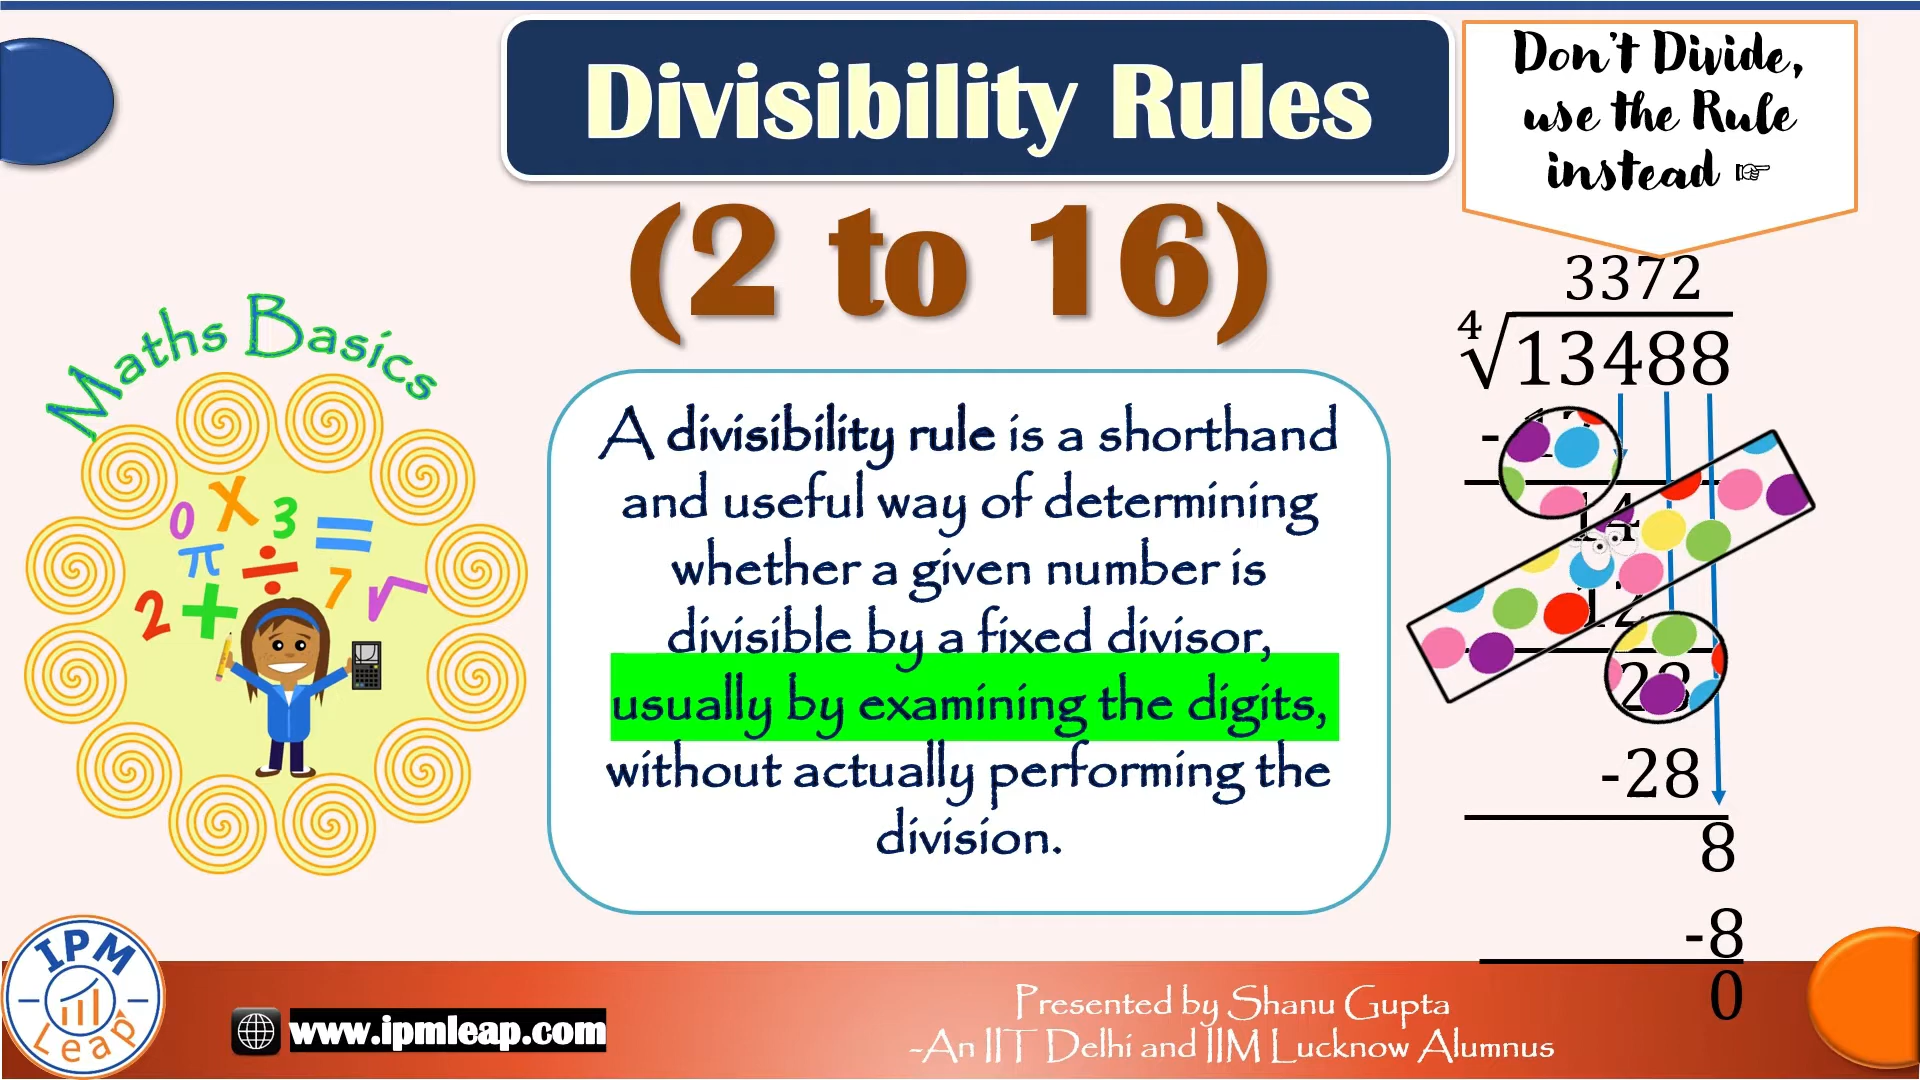 Divisibility Rules
(2 to 16)
Don't Divide,
use the Rule
instead ☞
Maths Basics
0 X 3 =
π ÷
2 + 7 √
A divisibility rule is a shorthand
and useful way of determining
whether a given number is
divisible by a fixed divisor,
usually by examining the digits,
without actually performing the
division.
3372
4√13488
-
14
12
28
-28
8
-8
0
IPM
Leap
www.ipmleap.com
Presented by Shanu Gupta
-An IIT Delhi and IIM Lucknow Alumnus